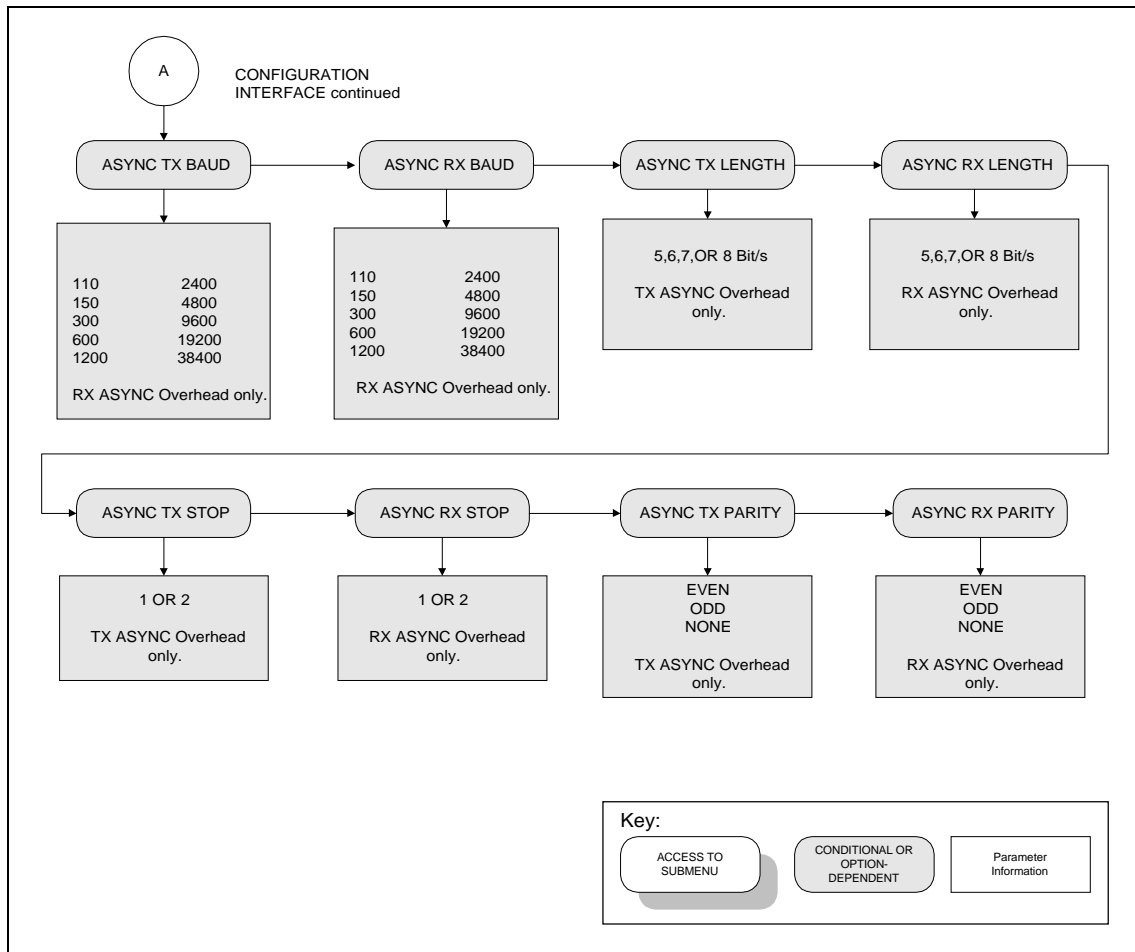 A
CONFIGURATION
INTERFACE continued
ASYNC TX BAUD
ASYNC RX BAUD
ASYNC TX LENGTH
ASYNC RX LENGTH
110 2400
150 4800
300 9600
600 19200
1200 38400
RX ASYNC Overhead only.
110 2400
150 4800
300 9600
600 19200
1200 38400
RX ASYNC Overhead only.
5,6,7,OR 8 Bit/s
TX ASYNC Overhead
only.
5,6,7,OR 8 Bit/s
RX ASYNC Overhead
only.
ASYNC TX STOP
ASYNC RX STOP
ASYNC TX PARITY
ASYNC RX PARITY
1 OR 2
TX ASYNC Overhead
only.
1 OR 2
RX ASYNC Overhead
only.
EVEN
ODD
NONE
TX ASYNC Overhead
only.
EVEN
ODD
NONE
RX ASYNC Overhead
only.
Key:
ACCESS TO
SUBMENU
CONDITIONAL OR
OPTION-
DEPENDENT
Parameter
Information